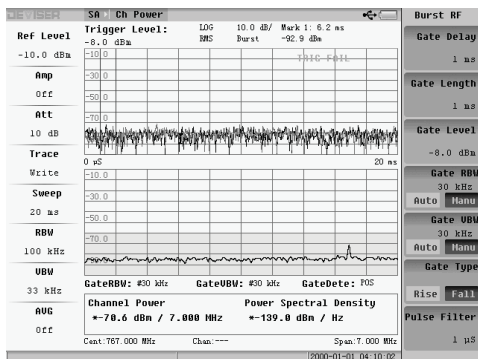 DEVISER
SA Ch Power
Burst RF
Ref Level
-10.0 dBm
Amp
Off
Att
10 dB
Trace
Write
Sweep
20 ms
RBW
100 kHz
VBW
33 kHz
AVG
Off
Trigger Level:
-8.0 dBm
LOG 10.0 dB/ Mark 1: 6.2 ms
RMS Burst -92.9 dBm
TRIG FAIL
-10.0
-30.0
-50.0
-70.0
0 µS 20 ms
-10.0
-30.0
-50.0
-70.0
GateRBW: #30 kHz GateVBW: #30 kHz GateDete: POS
Channel Power Power Spectral Density
*-70.6 dBm / 7.000 MHz *-139.0 dBm / Hz
Cent:767.000 MHz Chan:--- Span:7.000 MHz
2000-01-01 04:10:02
Gate Delay
1 ms
Gate Length
1 ms
Gate Level
-8.0 dBm
Gate RBW
30 kHz
Auto Manu
Gate VBW
30 kHz
Auto Manu
Gate Type
Rise Fall
Pulse Filter
1 µS